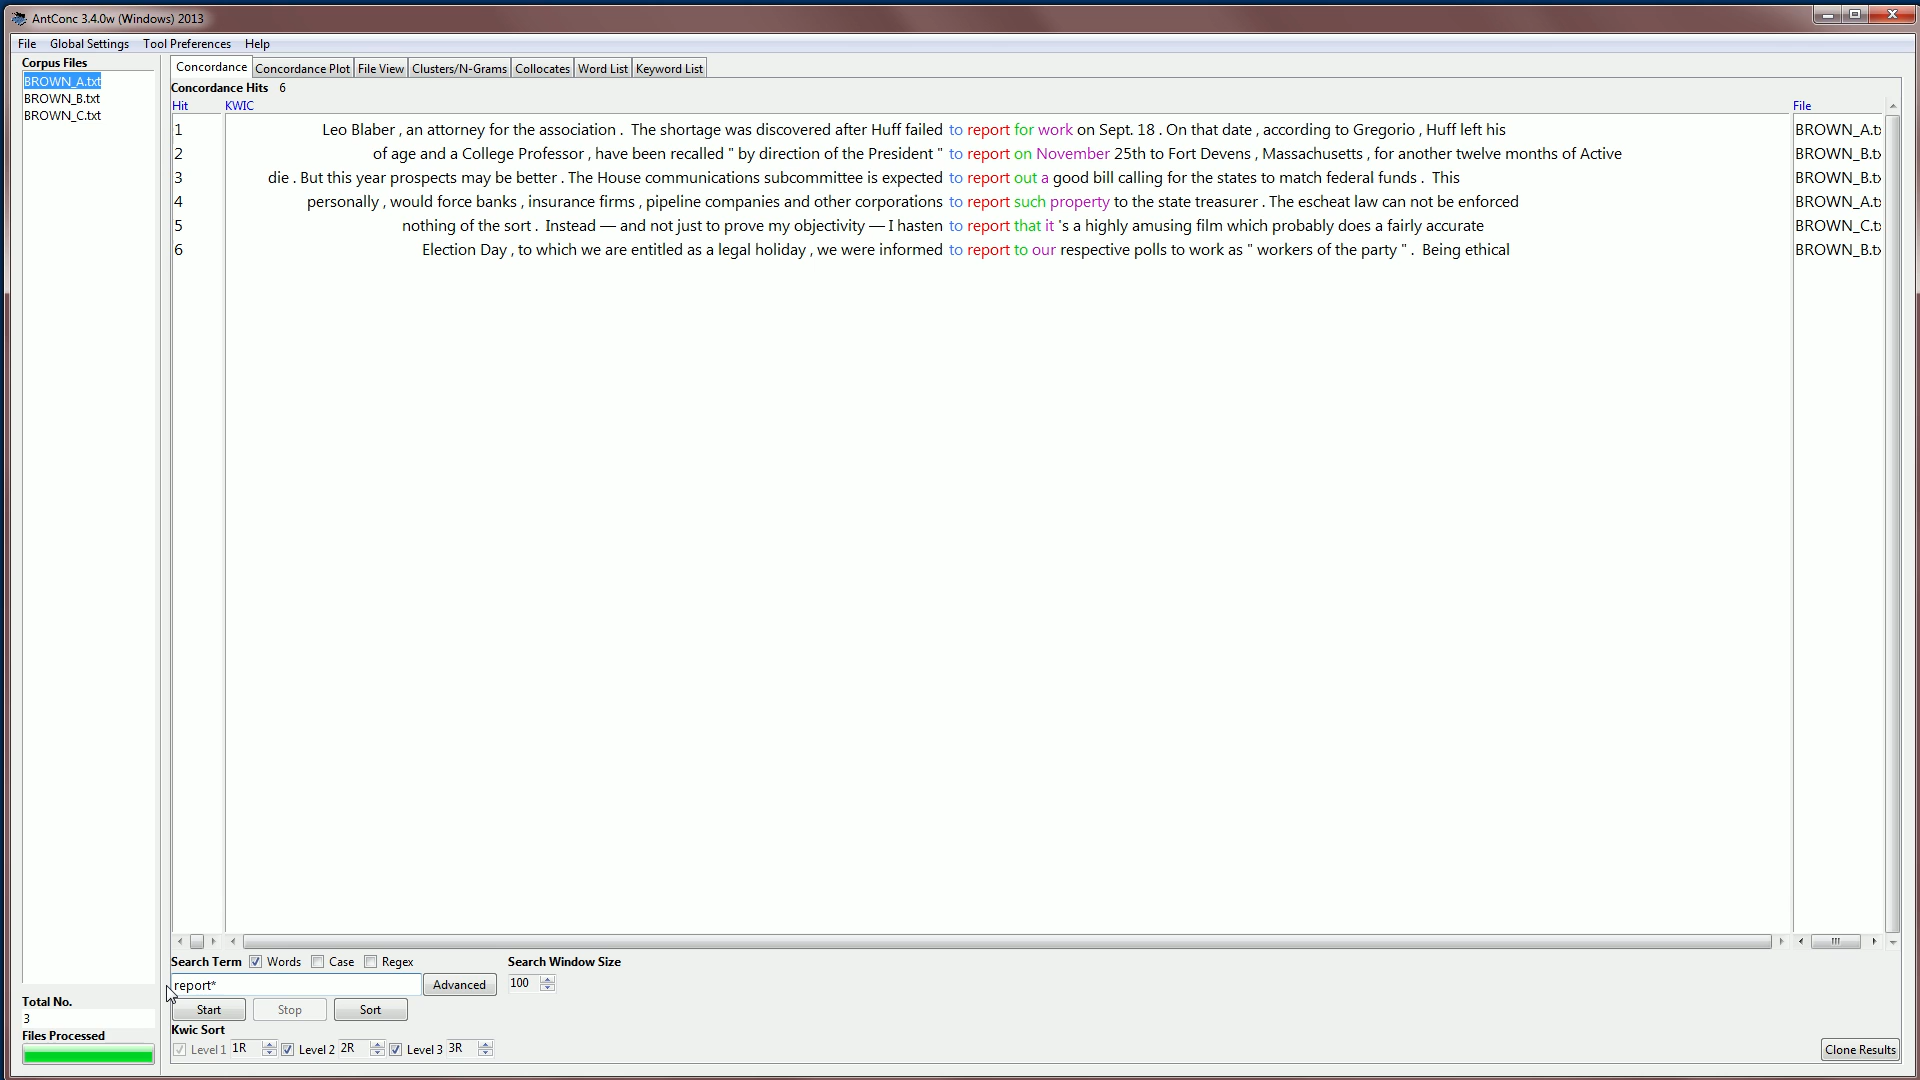 AntConc 3.4.0w (Windows) 2013
File Global Settings Tool Preferences Help
Corpus Files
BROWN_A.txt
BROWN_B.txt
BROWN_C.txt
Concordance Concordance Plot File View Clusters/N-Grams Collocates Word List Keyword List
Concordance Hits 6
Hit KWIC File
1 Leo Blaber , an attorney for the association . The shortage was discovered after Huff failed to report for work on Sept. 18 . On that date , according to Gregorio , Huff left his BROWN_A.t
2 of age and a College Professor , have been recalled " by direction of the President " to report on November 25th to Fort Devens , Massachusetts , for another twelve months of Active BROWN_B.t
3 die . But this year prospects may be better . The House communications subcommittee is expected to report out a good bill calling for the states to match federal funds . This BROWN_B.t
4 personally , would force banks , insurance firms , pipeline companies and other corporations to report such property to the state treasurer . The escheat law can not be enforced BROWN_A.t
5 nothing of the sort . Instead — and not just to prove my objectivity — I hasten to report that it 's a highly amusing film which probably does a fairly accurate BROWN_C.t
6 Election Day , to which we are entitled as a legal holiday , we were informed to report to our respective polls to work as " workers of the party " . Being ethical BROWN_B.t
Search Term Words Case Regex Search Window Size
report* Advanced 100
Start Stop Sort
Kwic Sort
Level 1 1R Level 2 2R Level 3 3R
Total No.
3
Files Processed
Clone Results